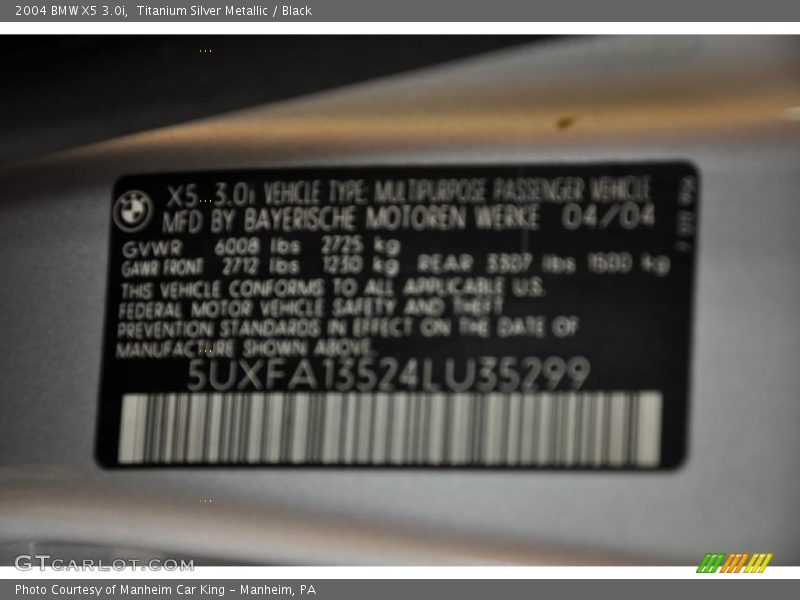 2004 BMW X5 3.0i,  Titanium Silver Metallic / Black
X5 3.0i VEHICLE TYPE: MULTIPURPOSE PASSENGER VEHICLE
MFD BY BAYERISCHE MOTOREN WERKE 04/04
GVWR 6008 lbs 2725 kg
GAWR FRONT 2712 lbs 1230 kg REAR 3307 lbs 1500 kg
THIS VEHICLE CONFORMS TO ALL APPLICABLE U.S.
FEDERAL MOTOR VEHICLE SAFETY AND THEFT
PREVENTION STANDARDS IN EFFECT ON THE DATE OF
MANUFACTURE SHOWN ABOVE.
5UXFA13524LU35299
GTCARLOT.COM
Photo Courtesy of Manheim Car King – Manheim, PA